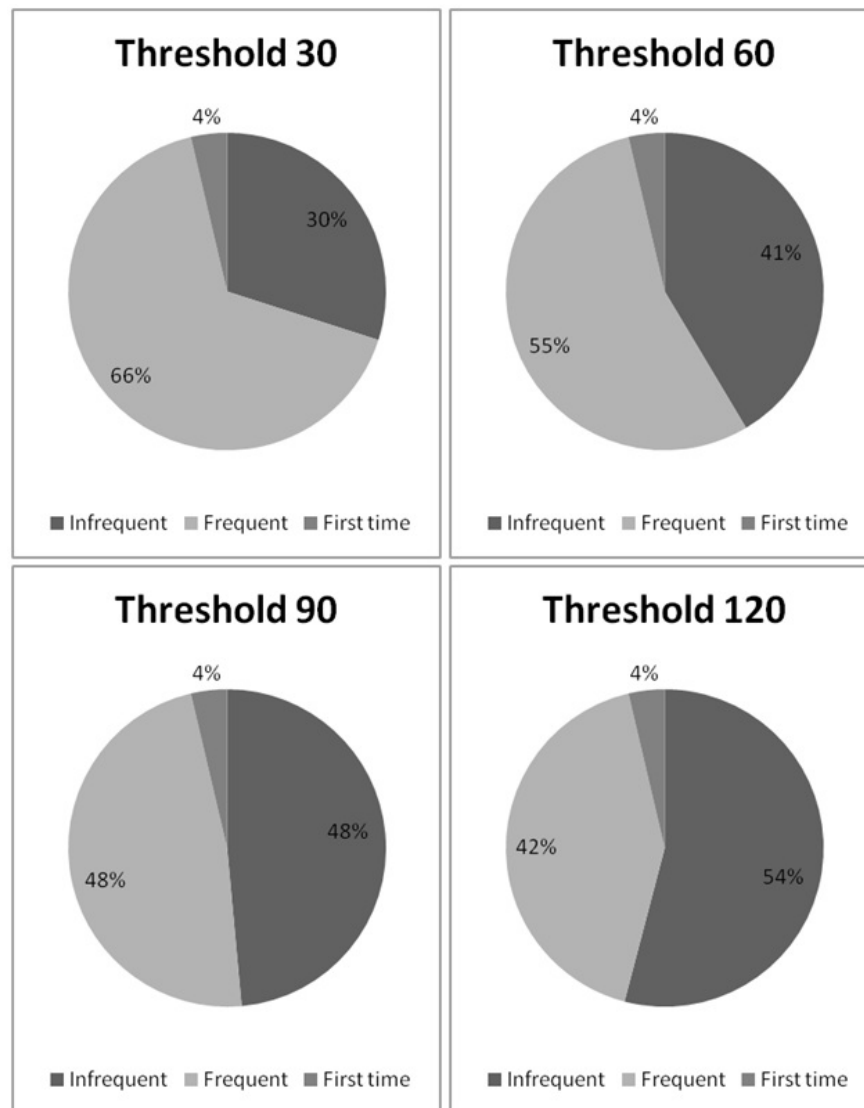 Threshold 30
4%
30%
66%
Infrequent Frequent First time
Threshold 60
4%
41%
55%
Infrequent Frequent First time
Threshold 90
4%
48%
48%
Infrequent Frequent First time
Threshold 120
4%
42%
54%
Infrequent Frequent First time